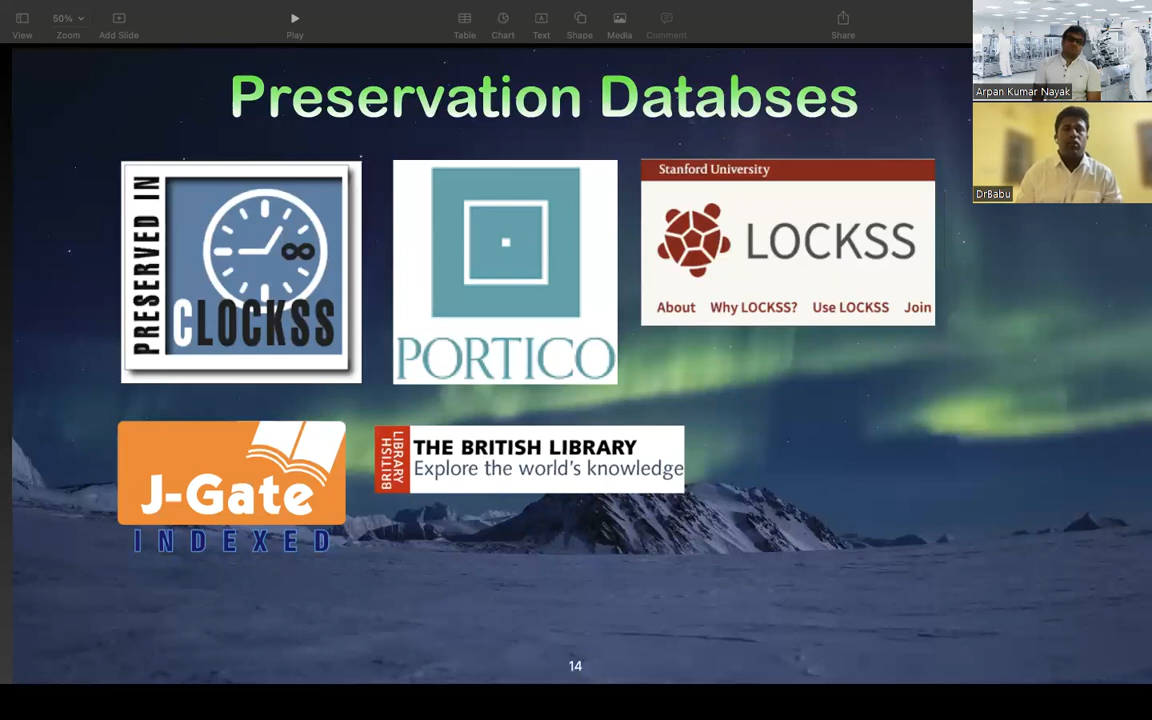 50%
View
Zoom
Add Slide
Play
Table
Chart
Text
Shape
Media
Comment
Share
Arpan Kumar Nayak
DrBabu
Preservation Databses
PRESERVED IN
∞
CLOCKSS
PORTICO
Stanford University
LOCKSS
About Why LOCKSS? Use LOCKSS Join
J-Gate
INDEXED
BRITISH
LIBRARY
THE BRITISH LIBRARY
Explore the world's knowledge
14